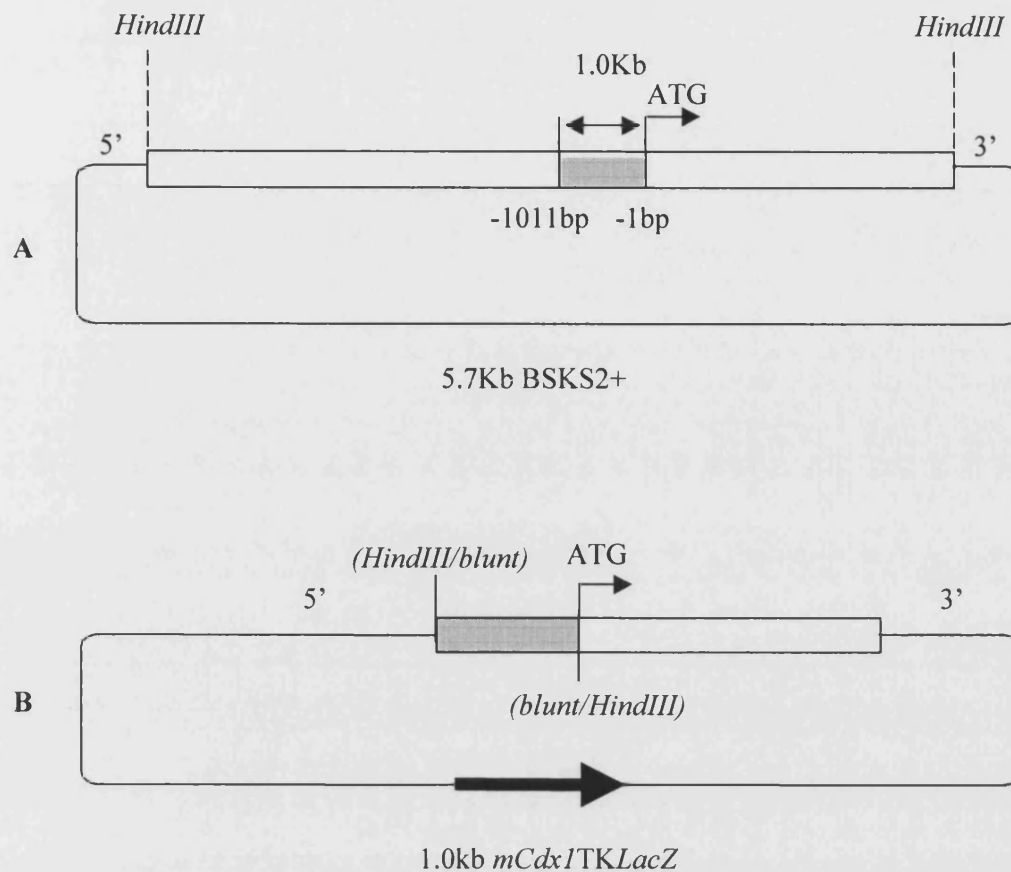 HindIII HindIII
1.0Kb
ATG
5’ 3’
-1011bp -1bp
A
5.7Kb BSKS2+
(HindIII/blunt) ATG
5’ 3’
B
(blunt/HindIII)
1.0kb mCdx1TKLacZ